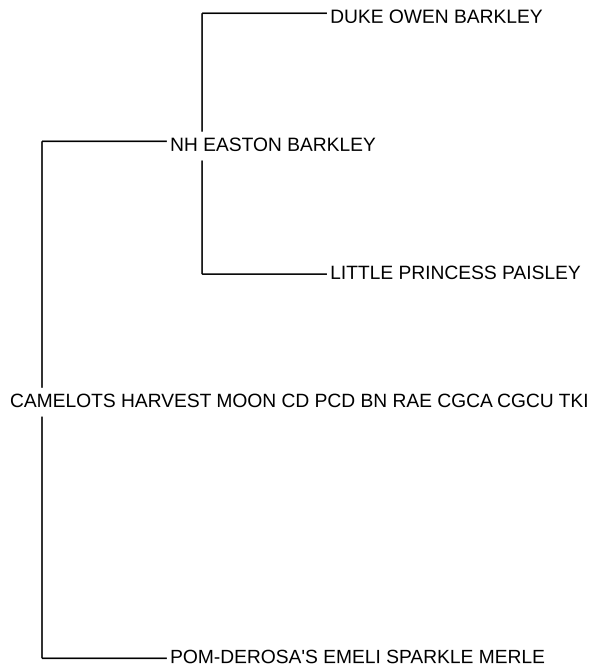 DUKE OWEN BARKLEY
NH EASTON BARKLEY
LITTLE PRINCESS PAISLEY
CAMELOTS HARVEST MOON CD PCD BN RAE CGCA CGCU TKI
POM-DEROSA'S EMELI SPARKLE MERLE